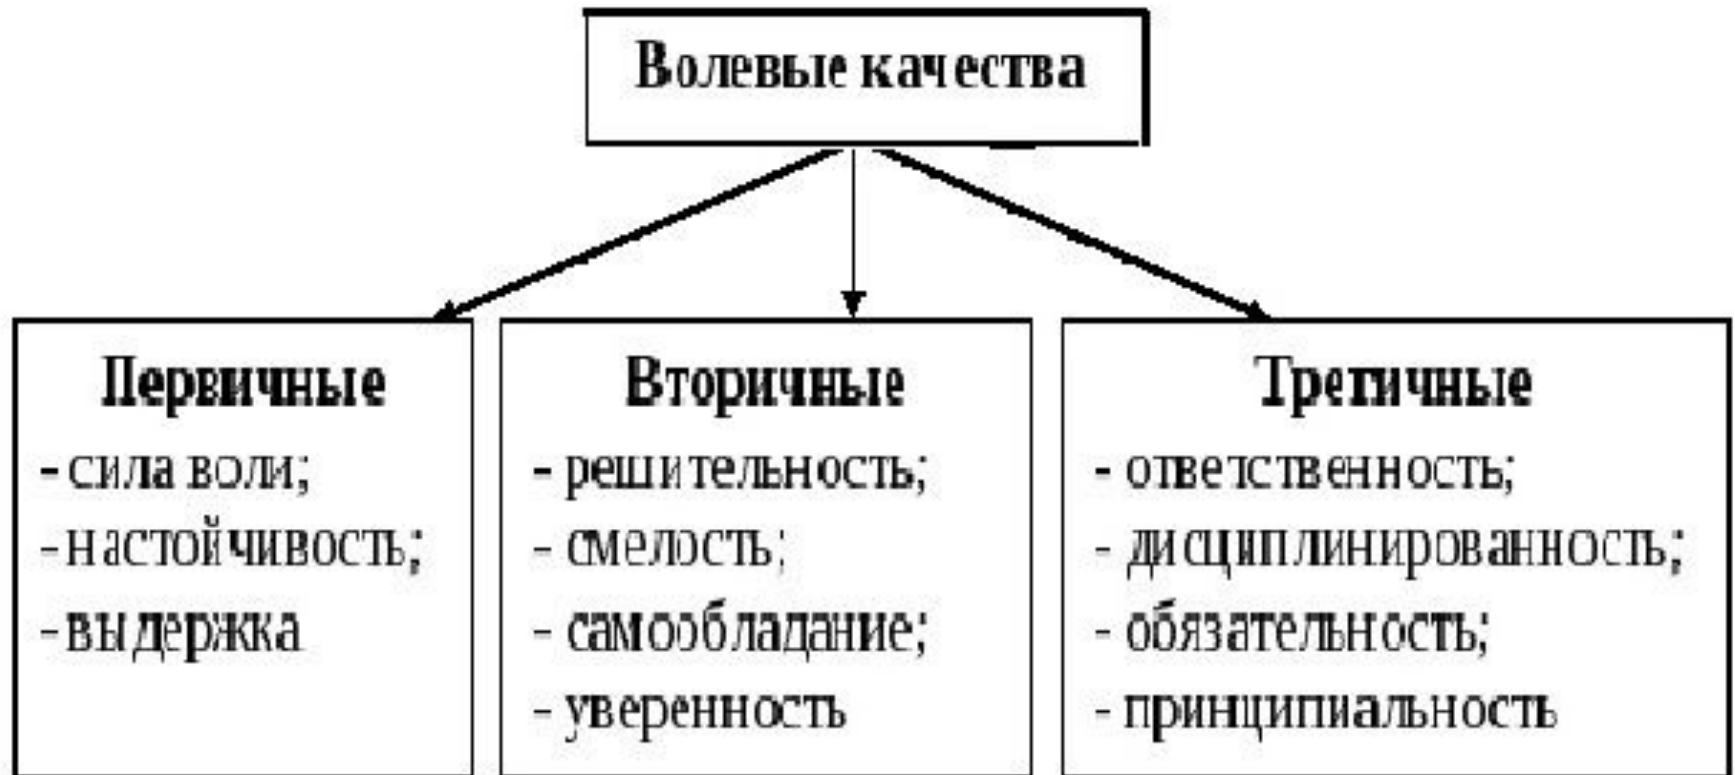 Волевые качества
Первичные
- сила воли;
- настойчивость;
- выдержка
Вторичные
- решительность;
- смелость;
- самообладание;
- уверенность
Третичные
- ответственность;
- дисциплинированность;
- обязательность;
- принципиальность